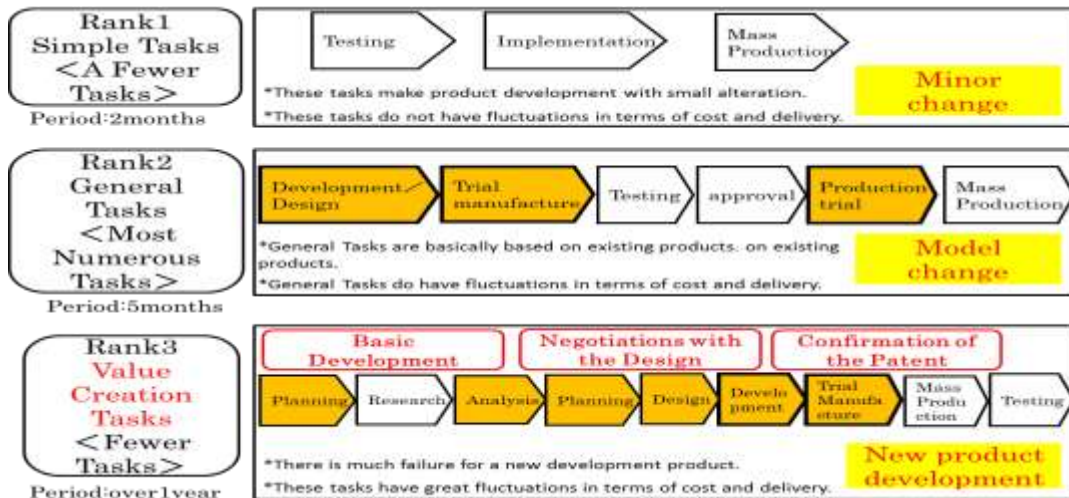 Rank1
Simple Tasks
<A Fewer
Tasks>
Period:2months
Testing
Implementation
Mass
Production
*These tasks make product development with small alteration.
*These tasks do not have fluctuations in terms of cost and delivery.
Minor
change
Rank2
General
Tasks
<Most
Numerous
Tasks>
Period:5months
Development／
Design
Trial
manufacture
Testing
approval
Production
trial
Mass
Production
*General Tasks are basically based on existing products. on existing
products.
*General Tasks do have fluctuations in terms of cost and delivery.
Model
change
Rank3
Value
Creation
Tasks
<Fewer
Tasks>
Period:over1year
Basic
Development
Negotiations with
the Design
Confirmation of
the Patent
Planning
Research
Analysis
Planning
Design
Develo
pment
Trial
Manufa
cture
Mass
Produ
ction
Testing
*There is much failure for a new development product.
*These tasks have great fluctuations in terms of cost and delivery.
New product
development